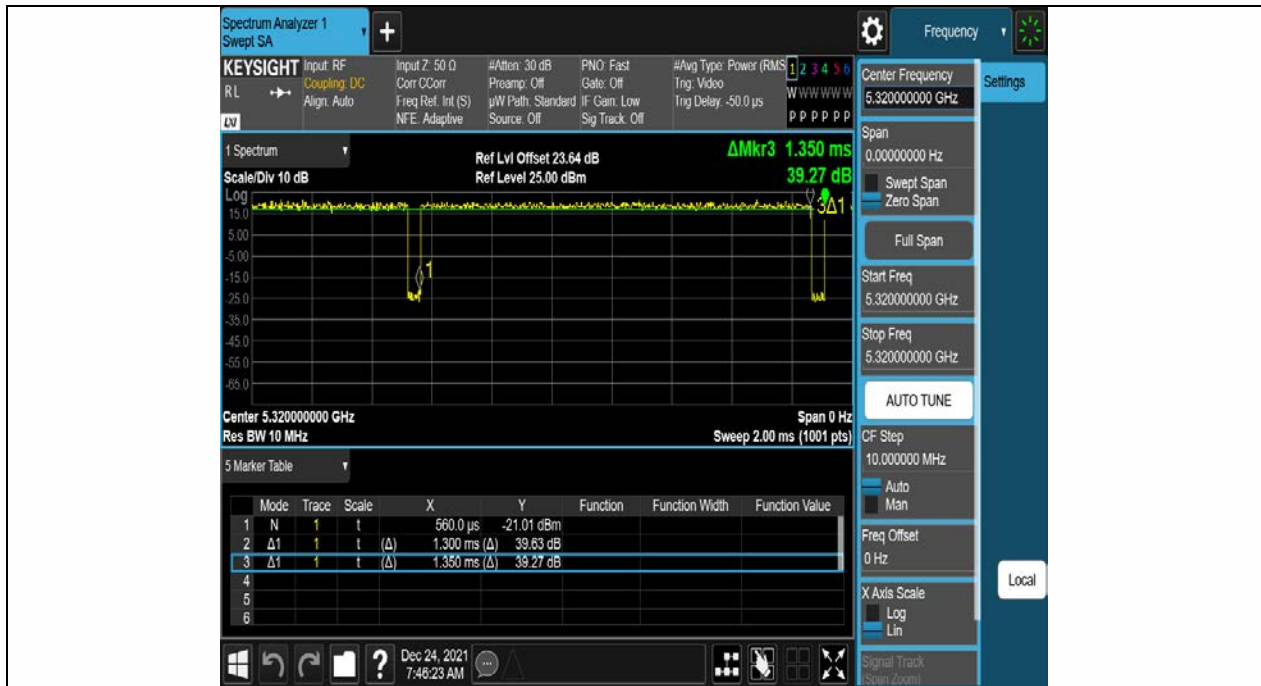 Spectrum Analyzer 1
Swept SA
Frequency
KEYSIGHT
RL
LXI
Input: RF
Coupling: DC
Align: Auto
Input Z: 50 Ω
Corr CCorr
Freq Ref: Int (S)
NFE: Adaptive
#Atten: 30 dB
Preamp: Off
µW Path: Standard
Source: Off
PNO: Fast
Gate: Off
IF Gain: Low
Sig Track: Off
#Avg Type: Power (RMS
Trig: Video
Trig Delay: -50.0 µs
1 2 3 4 5 6
W W W W W W
P P P P P P
1 Spectrum
Scale/Div 10 dB
Ref Lvl Offset 23.64 dB
Ref Level 25.00 dBm
ΔMkr3 1.350 ms
39.27 dB
Log
15.0
5.00
-5.00
-15.0
-25.0
-35.0
-45.0
-55.0
-65.0
1
3Δ1
Center 5.320000000 GHz
Res BW 10 MHz
Span 0 Hz
Sweep 2.00 ms (1001 pts)
5 Marker Table
Mode Trace Scale X Y Function Function Width Function Value
1 N 1 t 560.0 µs -21.01 dBm
2 Δ1 1 t (Δ) 1.300 ms (Δ) 39.63 dB
3 Δ1 1 t (Δ) 1.350 ms (Δ) 39.27 dB
4
5
6
Dec 24, 2021
7:46:23 AM
Center Frequency
5.320000000 GHz
Settings
Span
0.00000000 Hz
Swept Span
Zero Span
Full Span
Start Freq
5.320000000 GHz
Stop Freq
5.320000000 GHz
AUTO TUNE
CF Step
10.000000 MHz
Auto
Man
Freq Offset
0 Hz
X Axis Scale
Log
Lin
Signal Track
(Span Zoom)
Local